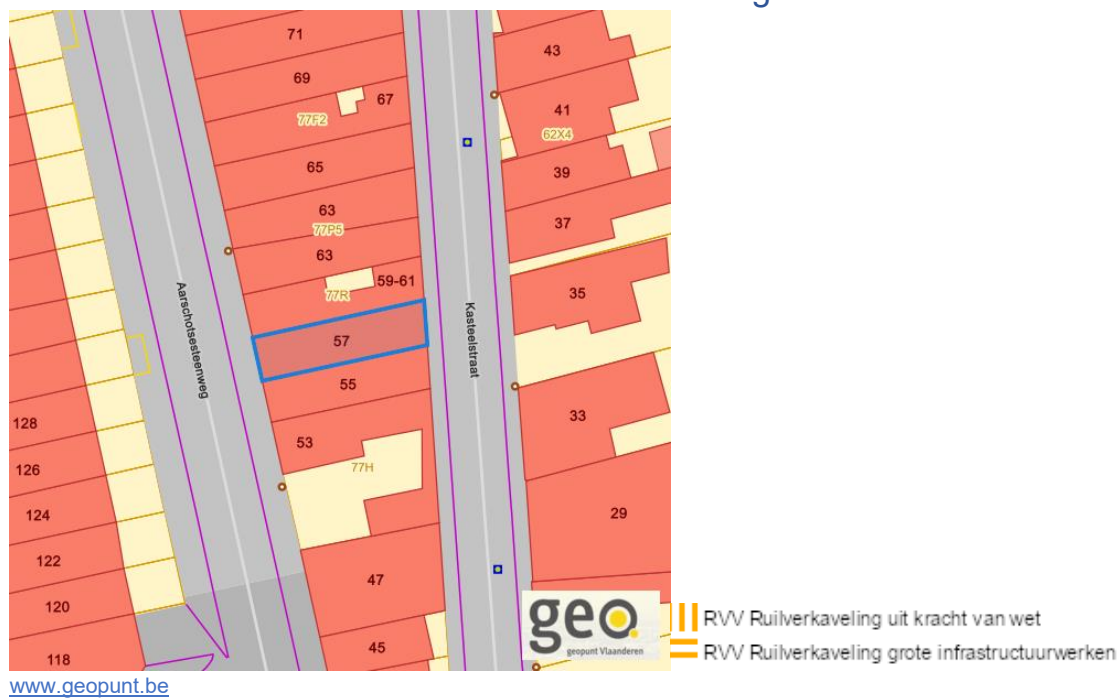 71
43
69
67
77F2
41
62X4
65
39
63
77P5
37
63
59-61
77R
35
Aarschotsesteenweg
Kasteelstraat
57
55
128
33
53
126
77H
124
29
122
47
120
45
118
geo.
geopunt Vlaanderen
RVV Ruilverkaveling uit kracht van wet
RVV Ruilverkaveling grote infrastructuurwerken
www.geopunt.be